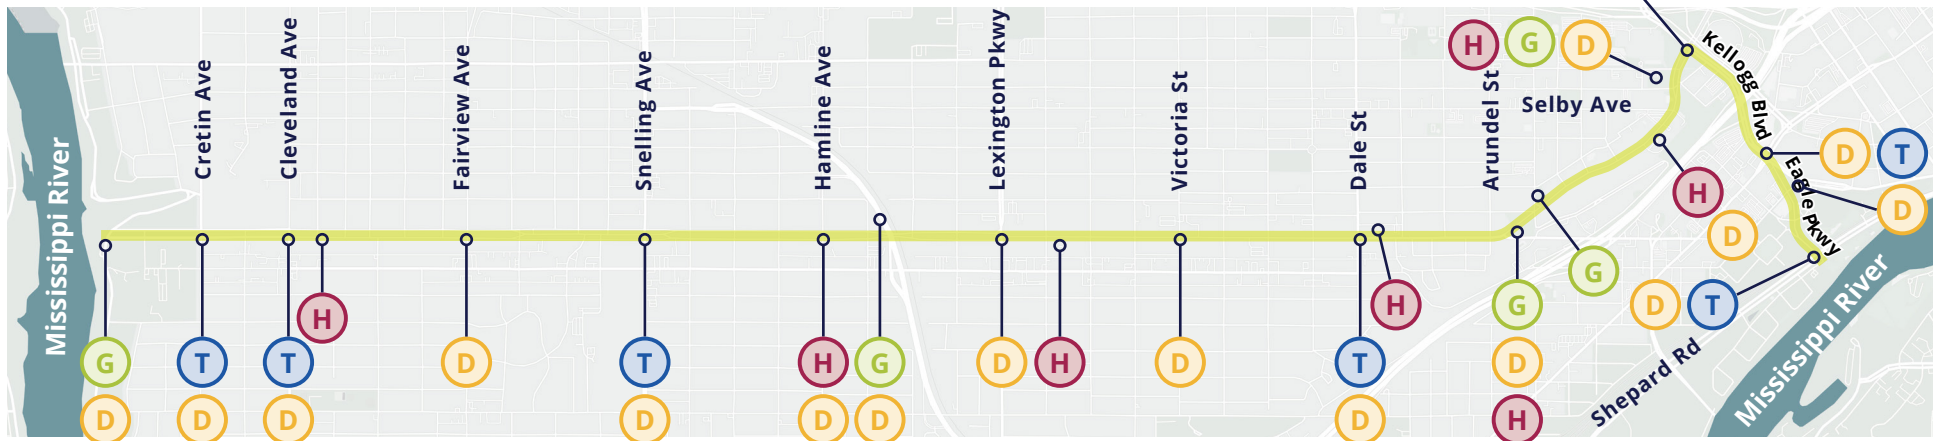 Mississippi River
Cretin Ave
Cleveland Ave
Fairview Ave
Snelling Ave
Hamline Ave
Lexington Pkwy
Victoria St
Dale St
Arundel St
Selby Ave
Kellogg Blvd
Eagle Pkwy
Shepard Rd
Mississippi River
H G D
D T
D
H
D
G
D T
G
D
T
D
T
D
H
D
T
D
H
D
G
D
D
H
D
T
D
H
G
D
H